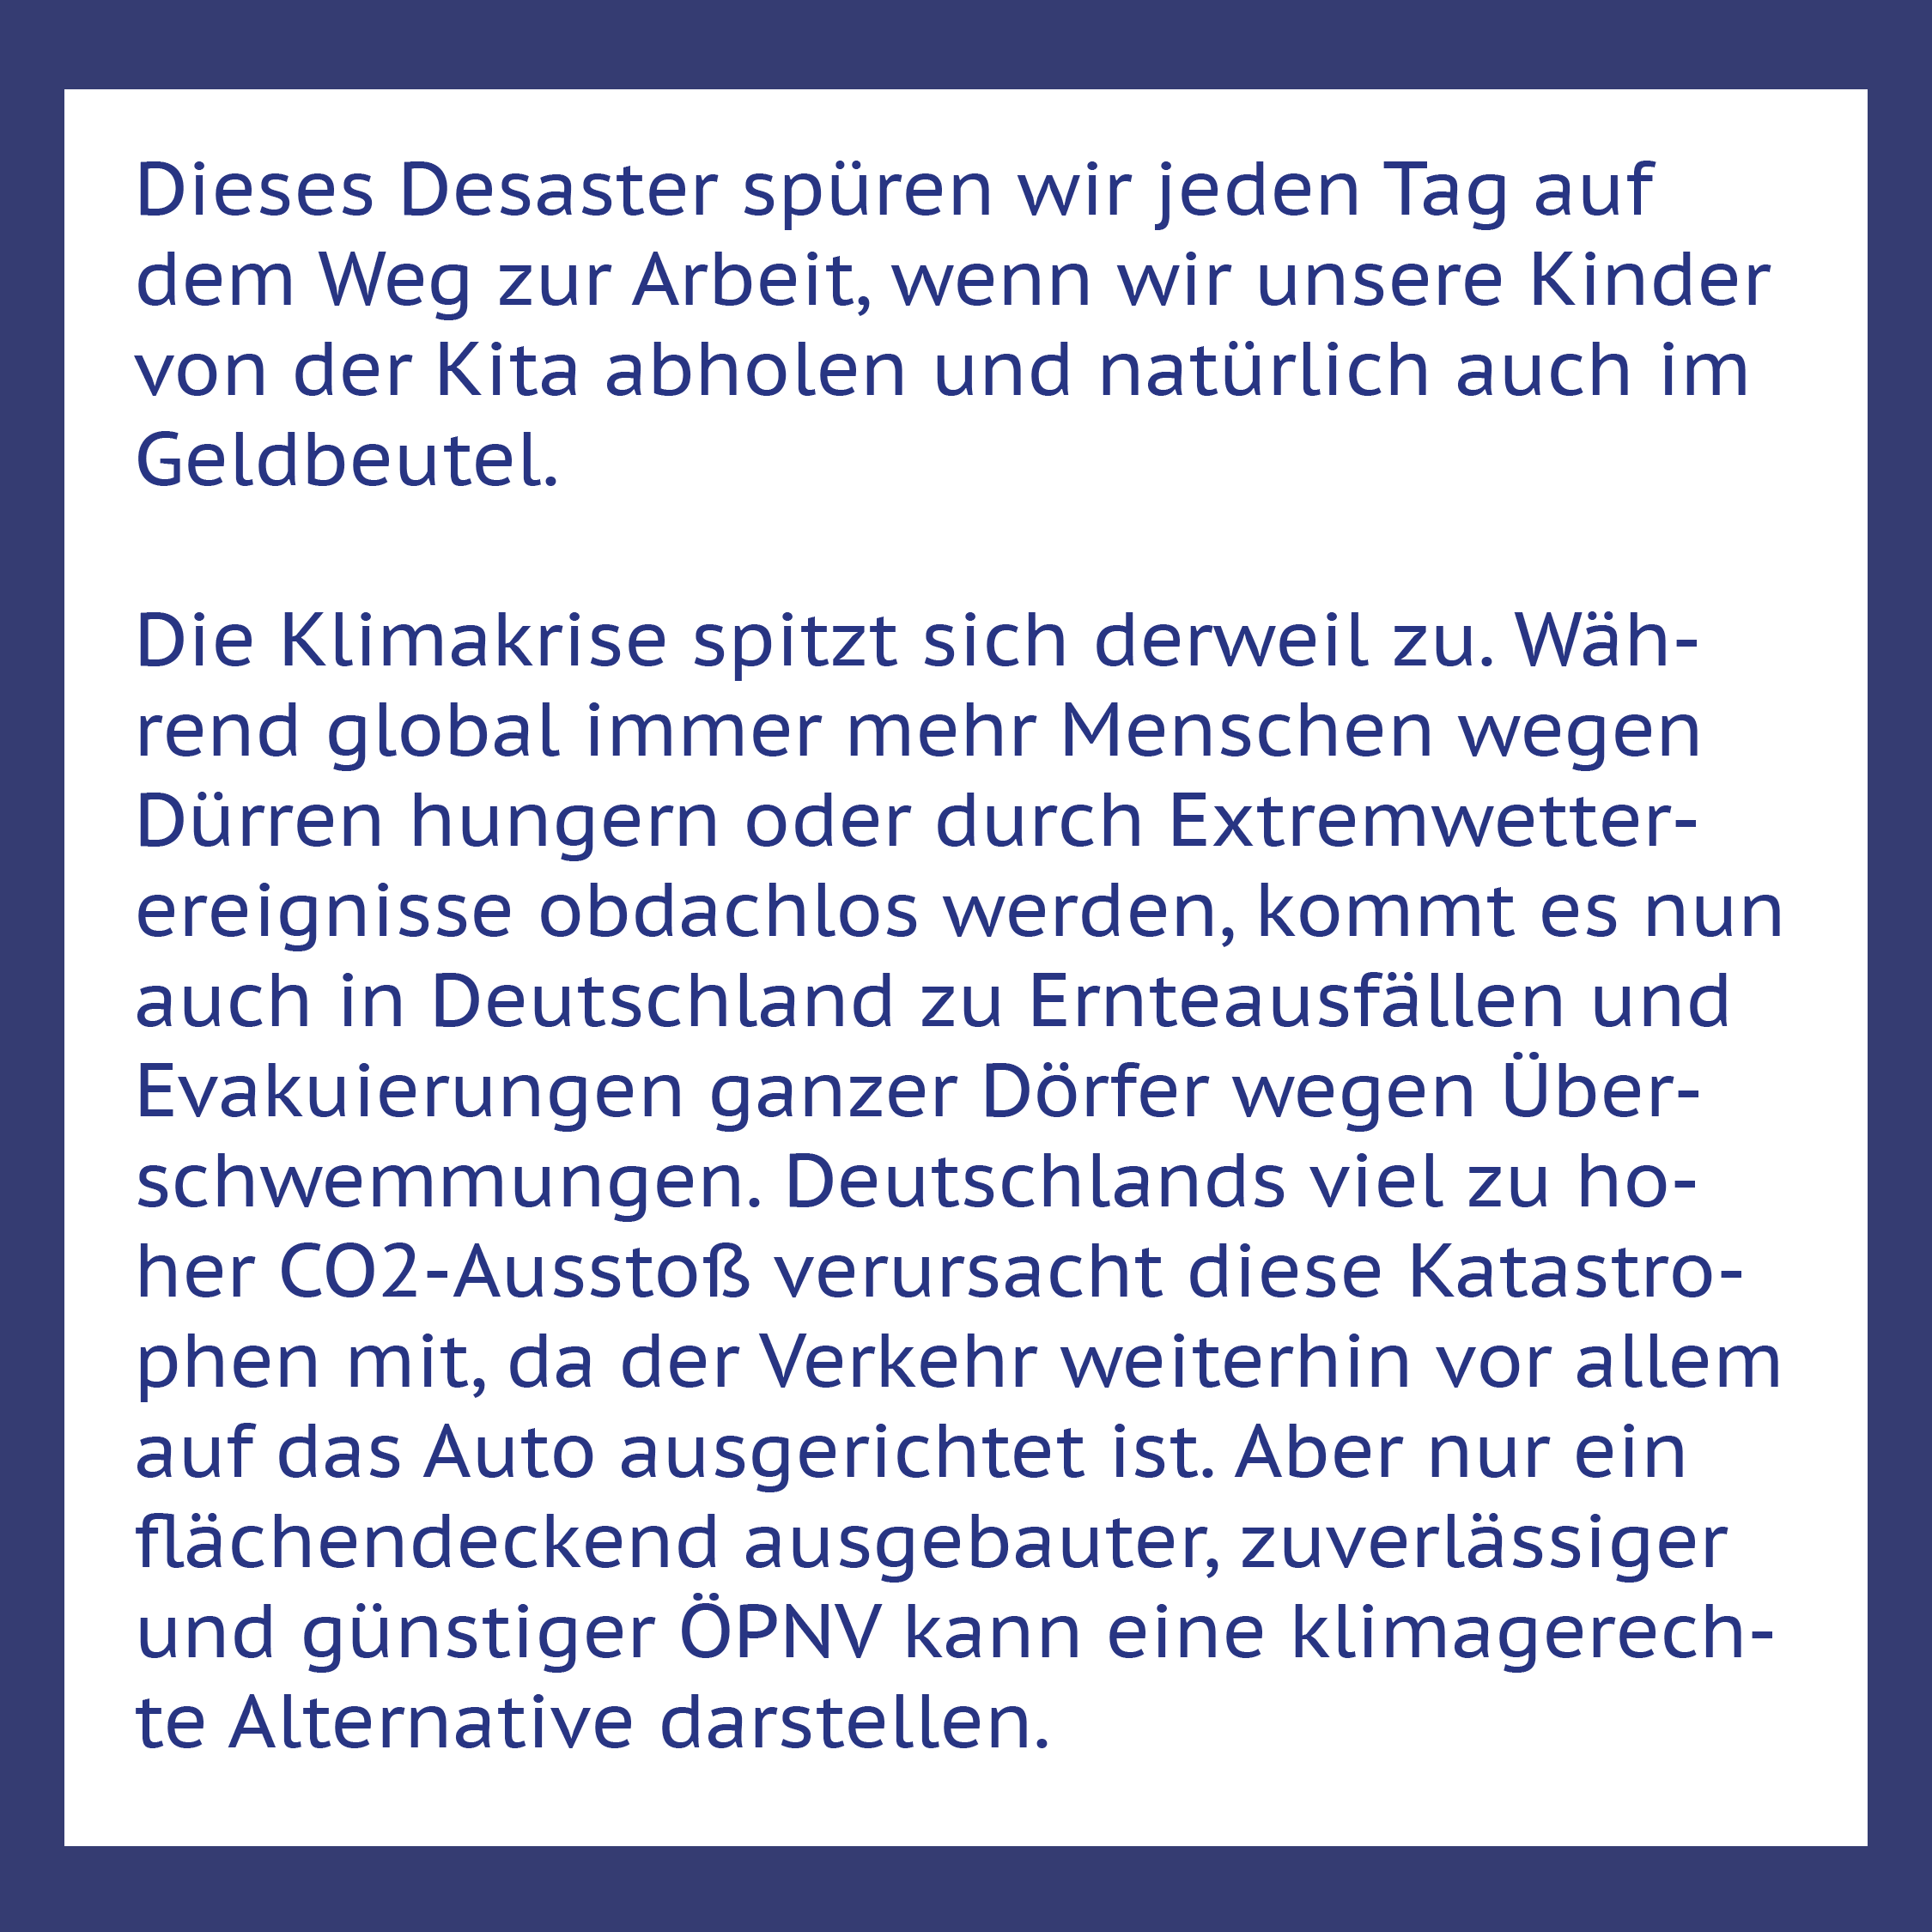 Dieses Desaster spüren wir jeden Tag auf
dem Weg zur Arbeit, wenn wir unsere Kinder
von der Kita abholen und natürlich auch im
Geldbeutel.
Die Klimakrise spitzt sich derweil zu. Wäh-
rend global immer mehr Menschen wegen
Dürren hungern oder durch Extremwetter-
ereignisse obdachlos werden, kommt es nun
auch in Deutschland zu Ernteausfällen und
Evakuierungen ganzer Dörfer wegen Über-
schwemmungen. Deutschlands viel zu ho-
her CO2-Ausstoß verursacht diese Katastro-
phen mit, da der Verkehr weiterhin vor allem
auf das Auto ausgerichtet ist. Aber nur ein
flächendeckend ausgebauter, zuverlässiger
und günstiger ÖPNV kann eine klimagerech-
te Alternative darstellen.